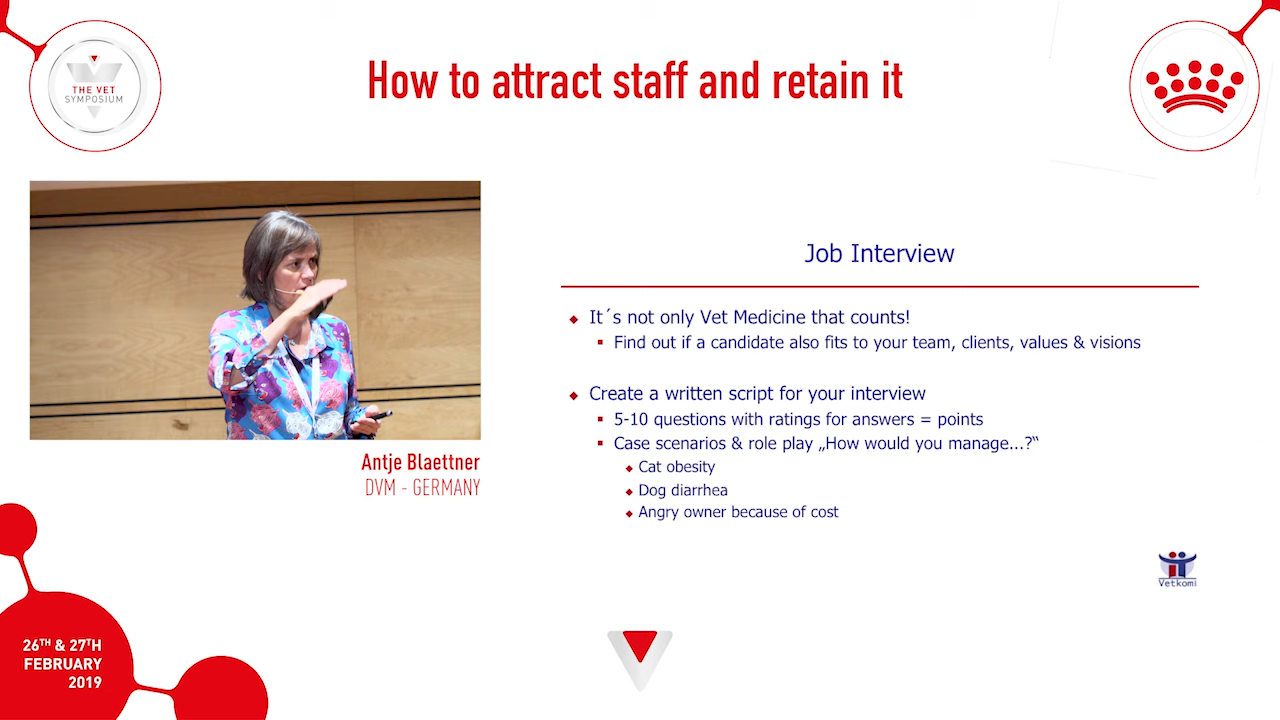 THE VET
SYMPOSIUM
How to attract staff and retain it
Antje Blaettner
DVM - GERMANY
Job Interview
It´s not only Vet Medicine that counts!
Find out if a candidate also fits to your team, clients, values & visions
Create a written script for your interview
5-10 questions with ratings for answers = points
Case scenarios & role play „How would you manage...?“
Cat obesity
Dog diarrhea
Angry owner because of cost
Vetkomi
26TH & 27TH
FEBRUARY
2019